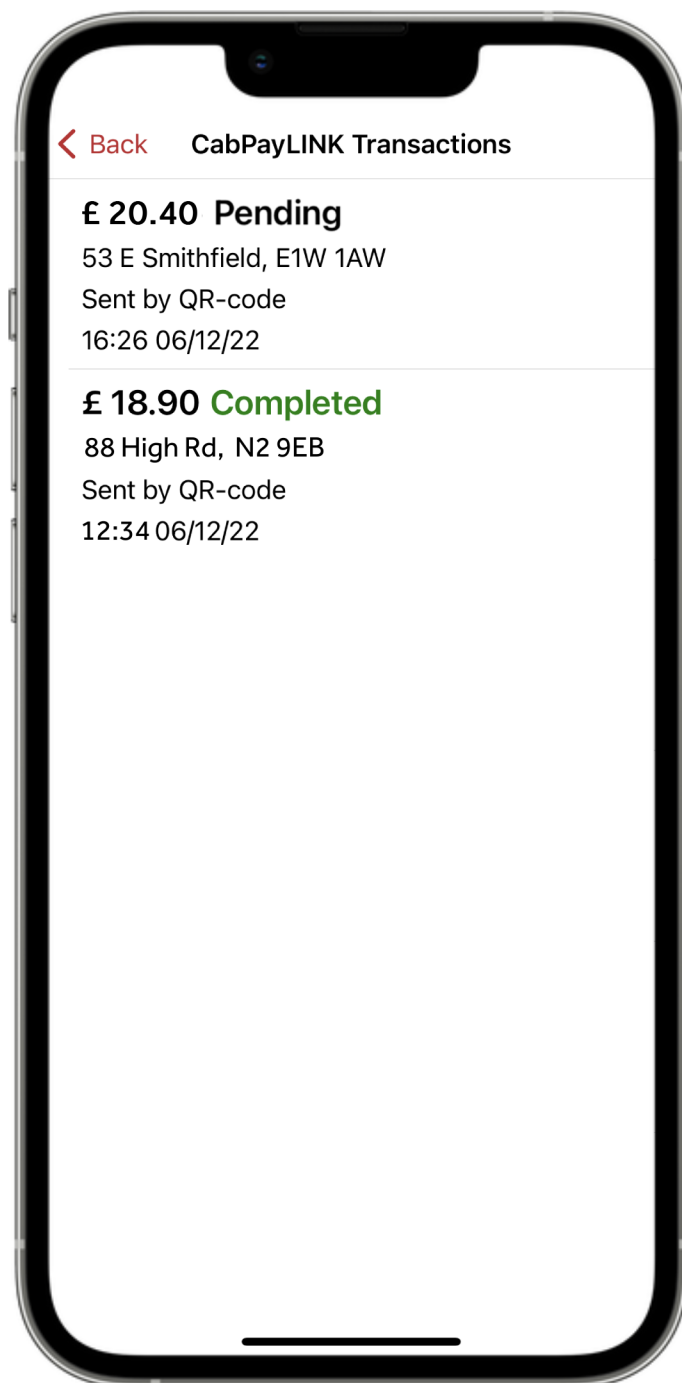 Back CabPayLINK Transactions
£ 20.40 Pending
53 E Smithfield, E1W 1AW
Sent by QR-code
16:26 06/12/22
£ 18.90 Completed
88 High Rd, N2 9EB
Sent by QR-code
12:34 06/12/22